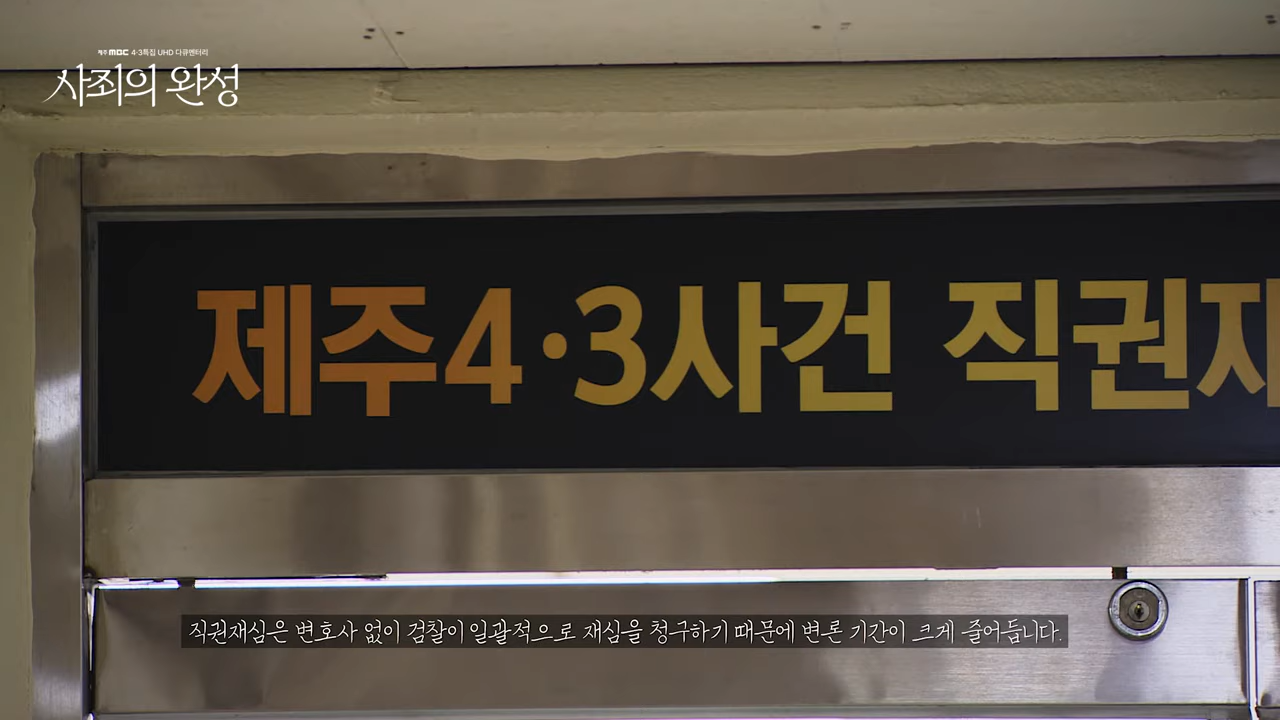 제주MBC 4·3특집 UHD 다큐멘터리
사죄의 완성
제주4·3사건 직권재
직권재심은 변호사 없이 검찰이 일괄적으로 재심을 청구하기 때문에 변론 기간이 크게 줄어듭니다.